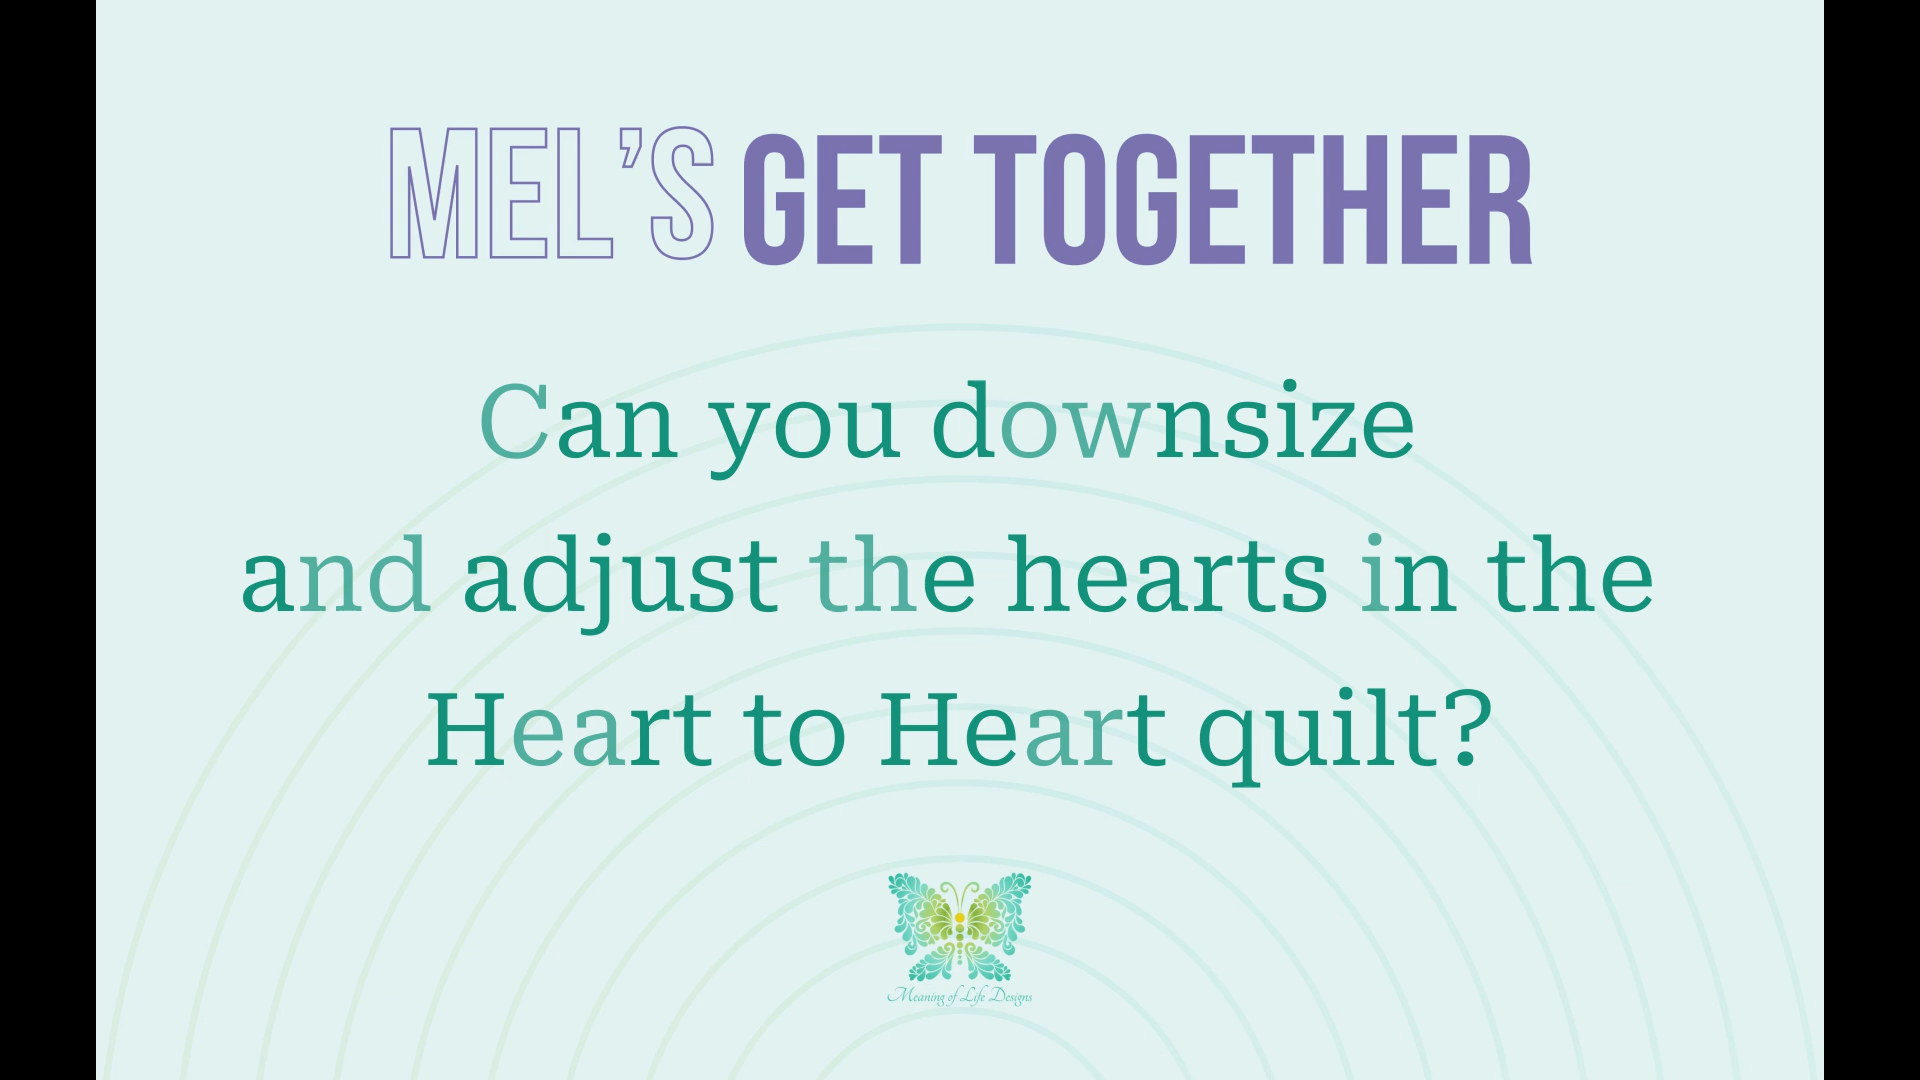 MEL'S GET TOGETHER
Can you downsize
and adjust the hearts in the
Heart to Heart quilt?
Meaning of Life Designs